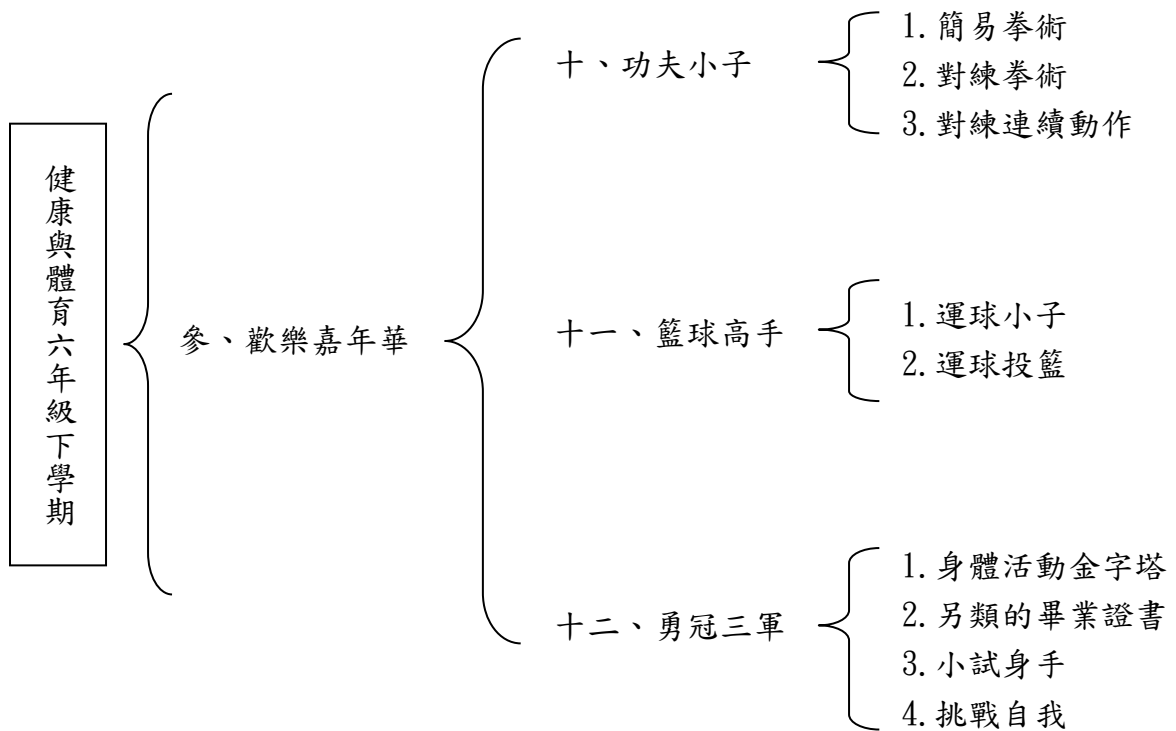 健康與體育六年級下學期
參、歡樂嘉年華
十、功夫小子
1.簡易拳術
2.對練拳術
3.對練連續動作
十一、籃球高手
1.運球小子
2.運球投籃
十二、勇冠三軍
1.身體活動金字塔
2.另類的畢業證書
3.小試身手
4.挑戰自我